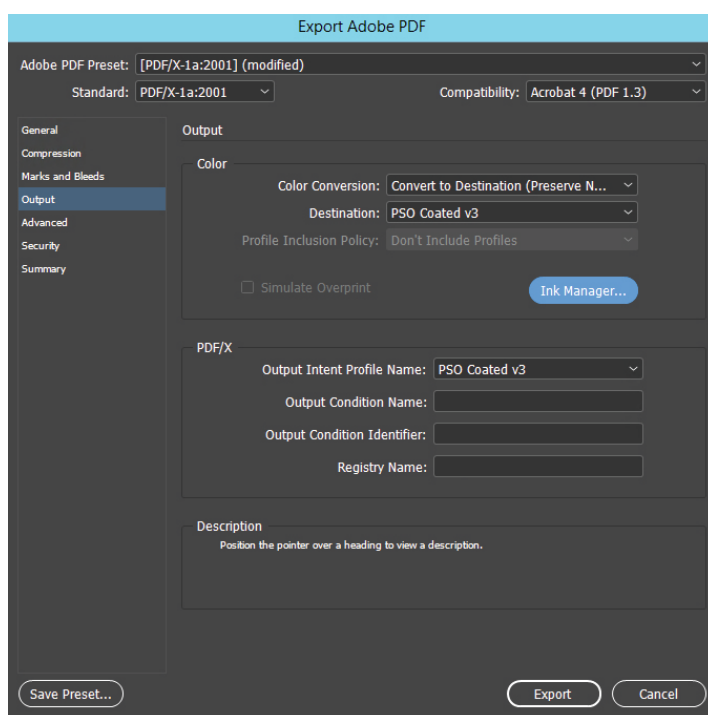 Export Adobe PDF
Adobe PDF Preset: [PDF/X-1a:2001] (modified)
Standard: PDF/X-1a:2001 Compatibility: Acrobat 4 (PDF 1.3)
General
Compression
Marks and Bleeds
Output
Advanced
Security
Summary
Output
Color
Color Conversion: Convert to Destination (Preserve N...
Destination: PSO Coated v3
Profile Inclusion Policy: Don't Include Profiles
Simulate Overprint Ink Manager...
PDF/X
Output Intent Profile Name: PSO Coated v3
Output Condition Name:
Output Condition Identifier:
Registry Name:
Description
Position the pointer over a heading to view a description.
Save Preset... Export Cancel